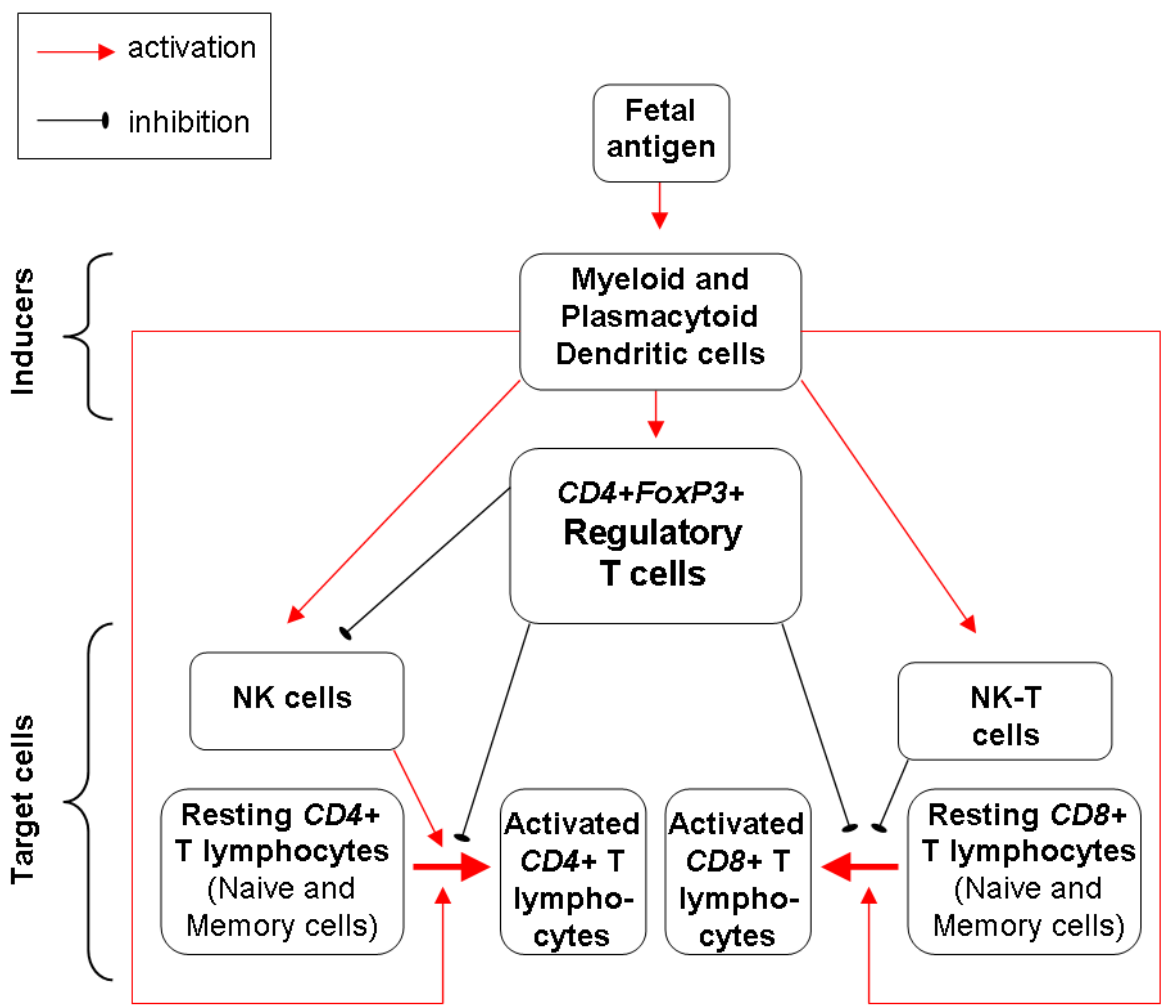 activation
inhibition
Fetal
antigen
Inducers
Myeloid and
Plasmacytoid
Dendritic cells
CD4+FoxP3+
Regulatory
T cells
Target cells
NK cells
NK-T
cells
Resting CD4+
T lymphocytes
(Naive and
Memory cells)
Activated
CD4+ T
lympho-
cytes
Activated
CD8+ T
lympho-
cytes
Resting CD8+
T lymphocytes
(Naive and
Memory cells)